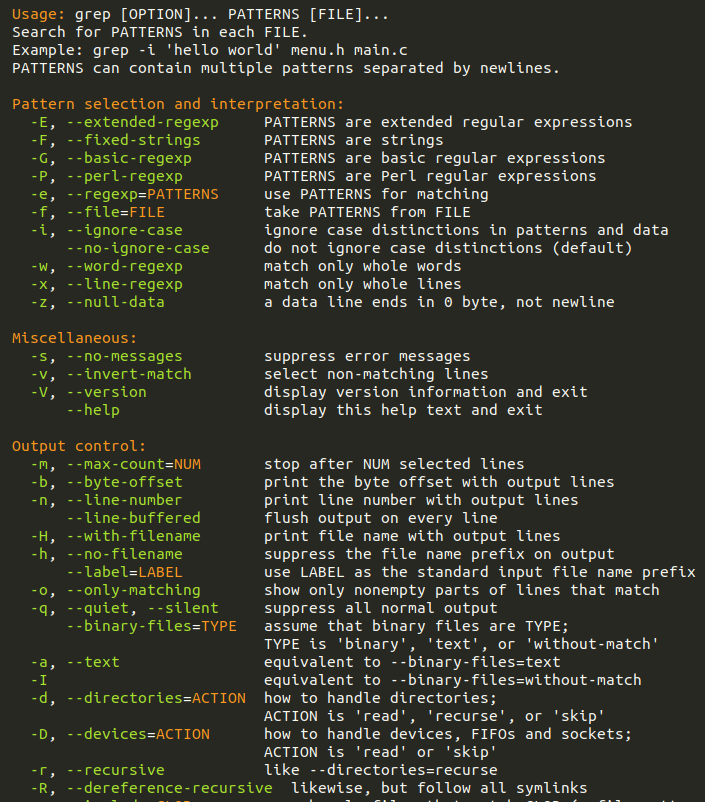 Usage: grep [OPTION]... PATTERNS [FILE]...
Search for PATTERNS in each FILE.
Example: grep -i 'hello world' menu.h main.c
PATTERNS can contain multiple patterns separated by newlines.

Pattern selection and interpretation:
  -E, --extended-regexp     PATTERNS are extended regular expressions
  -F, --fixed-strings       PATTERNS are strings
  -G, --basic-regexp        PATTERNS are basic regular expressions
  -P, --perl-regexp         PATTERNS are Perl regular expressions
  -e, --regexp=PATTERNS     use PATTERNS for matching
  -f, --file=FILE           take PATTERNS from FILE
  -i, --ignore-case         ignore case distinctions in patterns and data
      --no-ignore-case      do not ignore case distinctions (default)
  -w, --word-regexp         match only whole words
  -x, --line-regexp         match only whole lines
  -z, --null-data           a data line ends in 0 byte, not newline

Miscellaneous:
  -s, --no-messages         suppress error messages
  -v, --invert-match        select non-matching lines
  -V, --version             display version information and exit
      --help                display this help text and exit

Output control:
  -m, --max-count=NUM       stop after NUM selected lines
  -b, --byte-offset         print the byte offset with output lines
  -n, --line-number         print line number with output lines
      --line-buffered       flush output on every line
  -H, --with-filename       print file name with output lines
  -h, --no-filename         suppress the file name prefix on output
      --label=LABEL         use LABEL as the standard input file name prefix
  -o, --only-matching       show only nonempty parts of lines that match
  -q, --quiet, --silent     suppress all normal output
      --binary-files=TYPE   assume that binary files are TYPE;
                            TYPE is 'binary', 'text', or 'without-match'
  -a, --text                equivalent to --binary-files=text
  -I                        equivalent to --binary-files=without-match
  -d, --directories=ACTION  how to handle directories;
                            ACTION is 'read', 'recurse', or 'skip'
  -D, --devices=ACTION      how to handle devices, FIFOs and sockets;
                            ACTION is 'read' or 'skip'
  -r, --recursive           like --directories=recurse
  -R, --dereference-recursive  likewise, but follow all symlinks